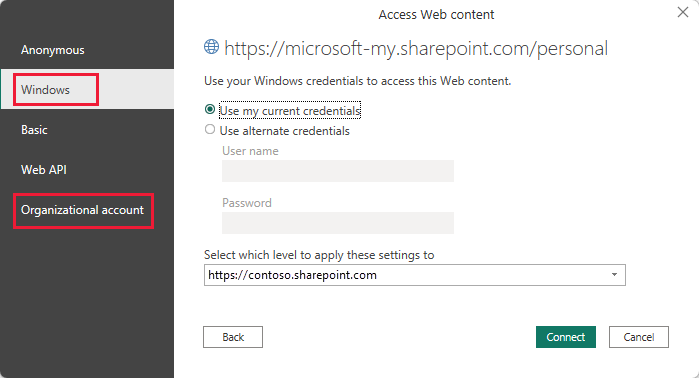 Access Web content
Anonymous
Windows
Basic
Web API
Organizational account
https://microsoft-my.sharepoint.com/personal
Use your Windows credentials to access this Web content.
Use my current credentials
Use alternate credentials
User name
Password
Select which level to apply these settings to
https://contoso.sharepoint.com
Back
Connect
Cancel